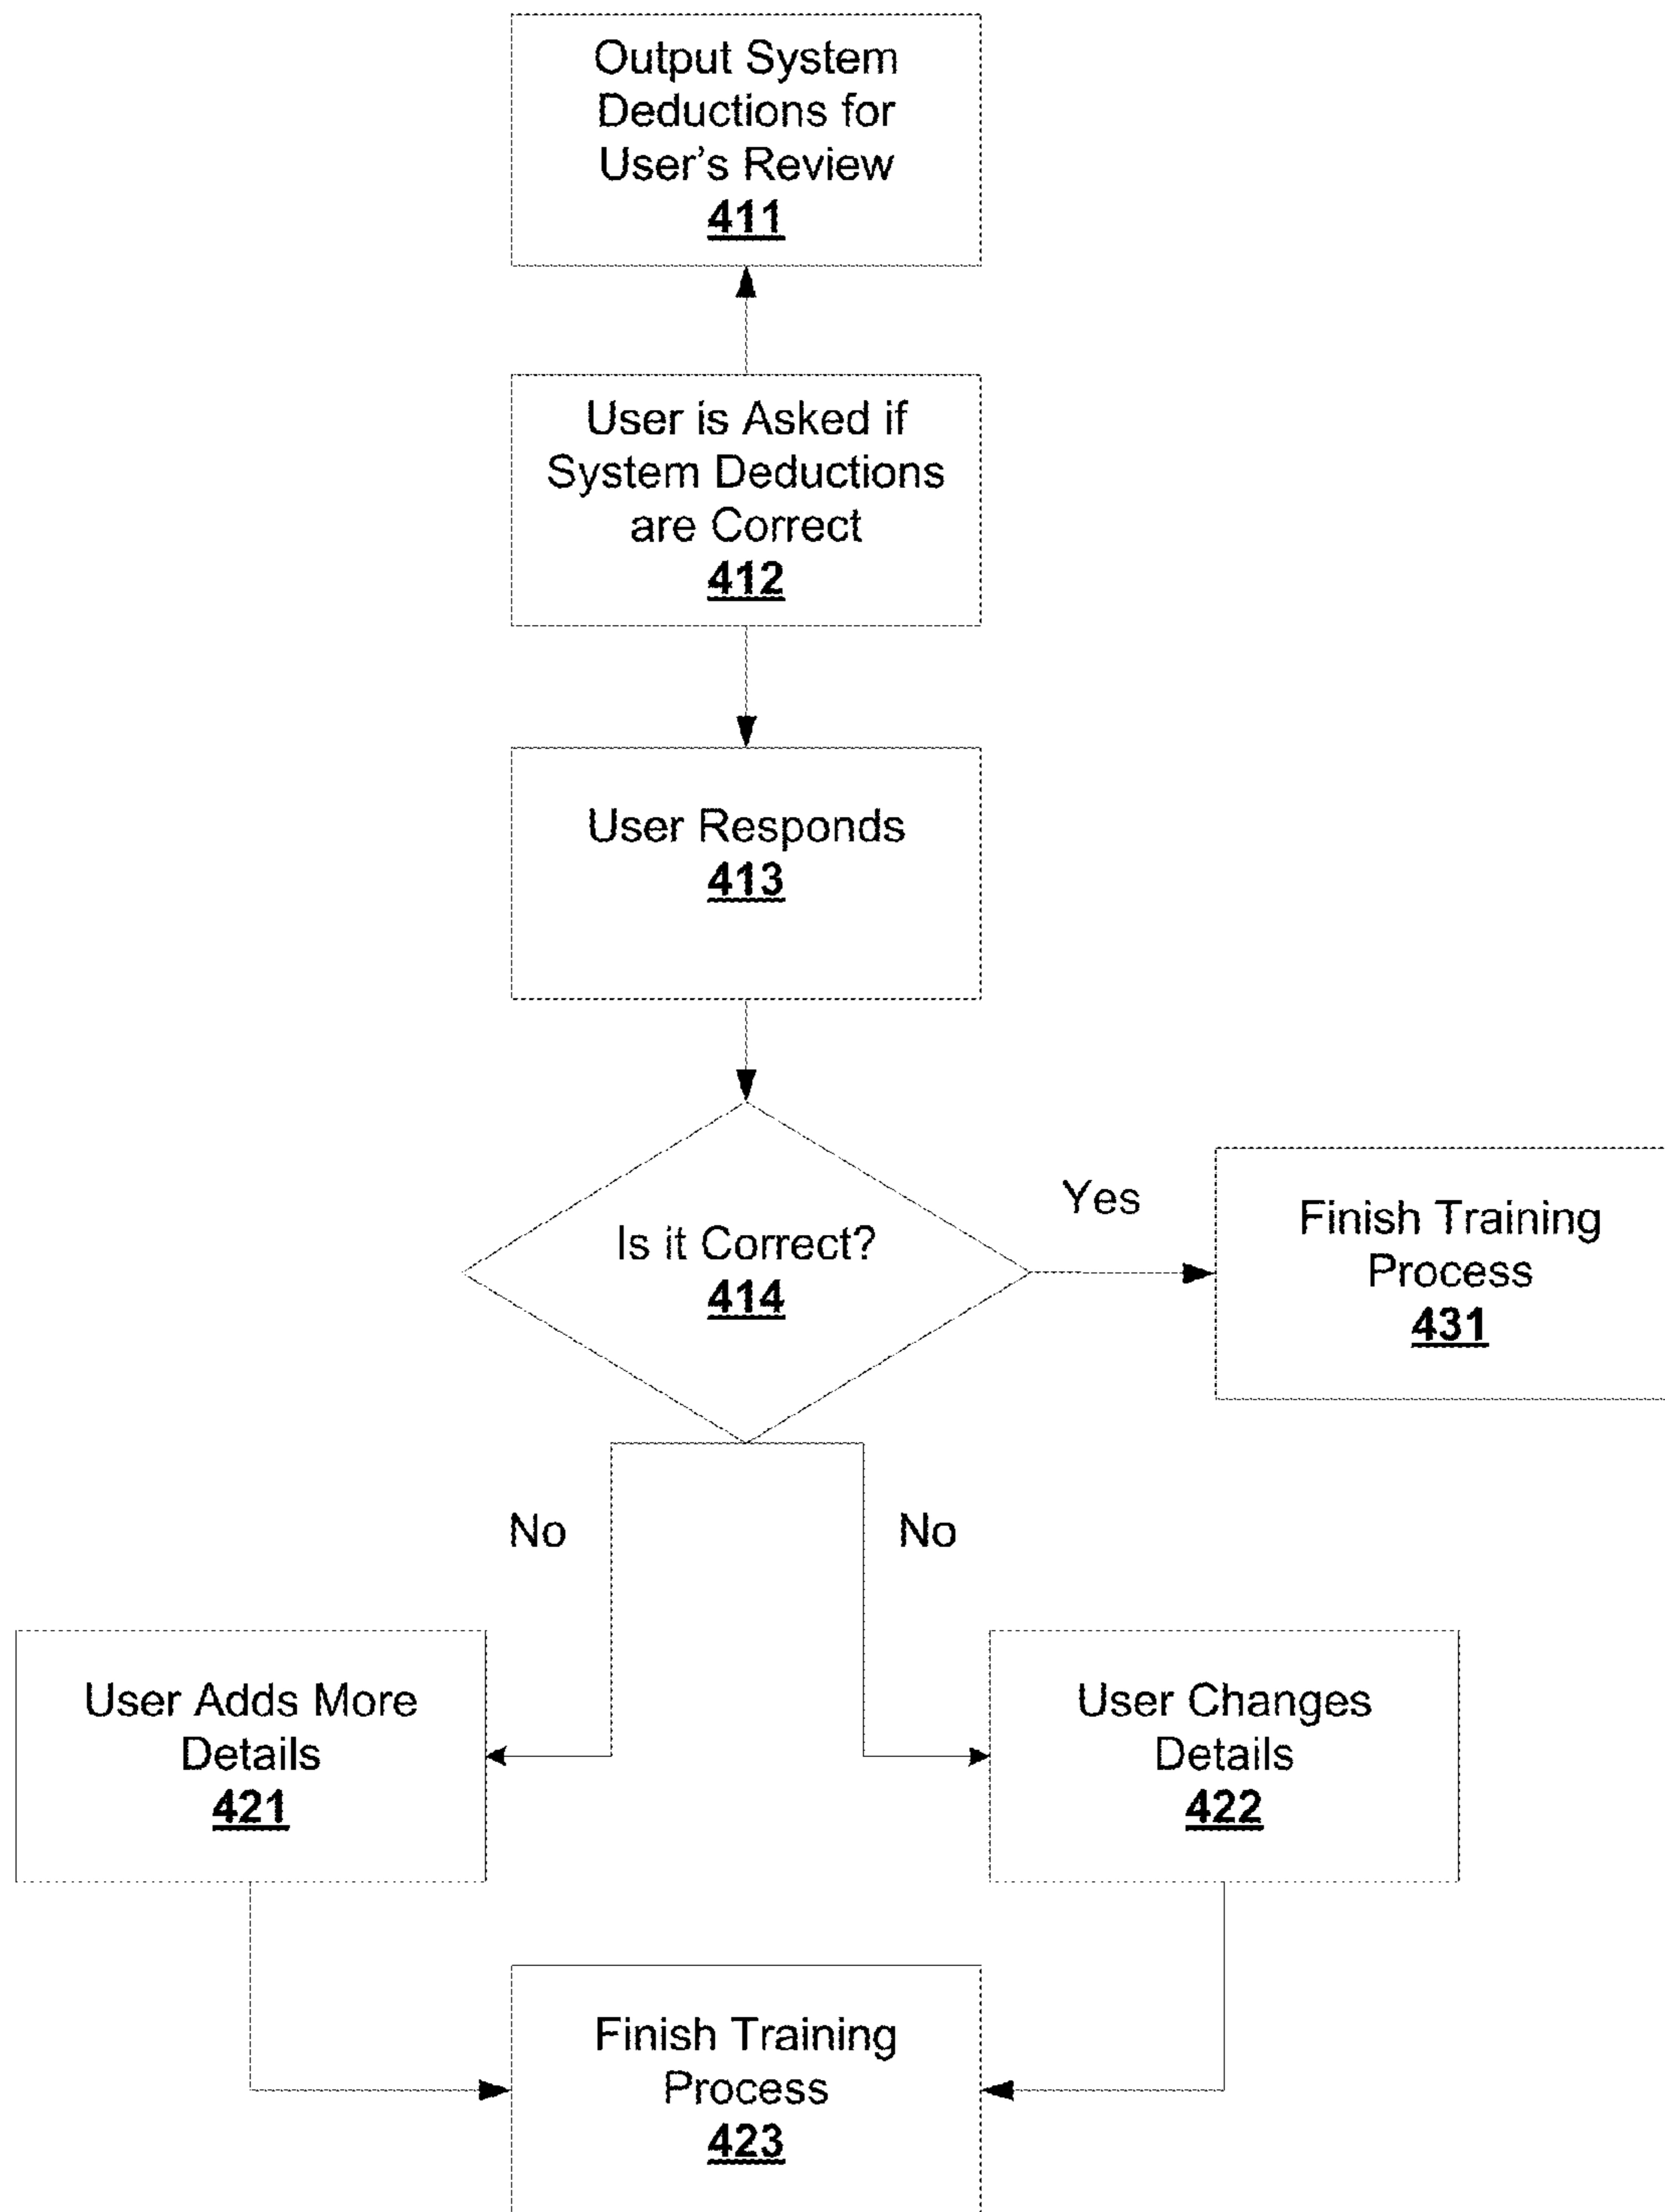 Output System
Deductions for
User's Review
411
User is Asked if
System Deductions
are Correct
412
User Responds
413
Is it Correct?
414
Yes
Finish Training
Process
431
No
No
User Adds More
Details
421
User Changes
Details
422
Finish Training
Process
423